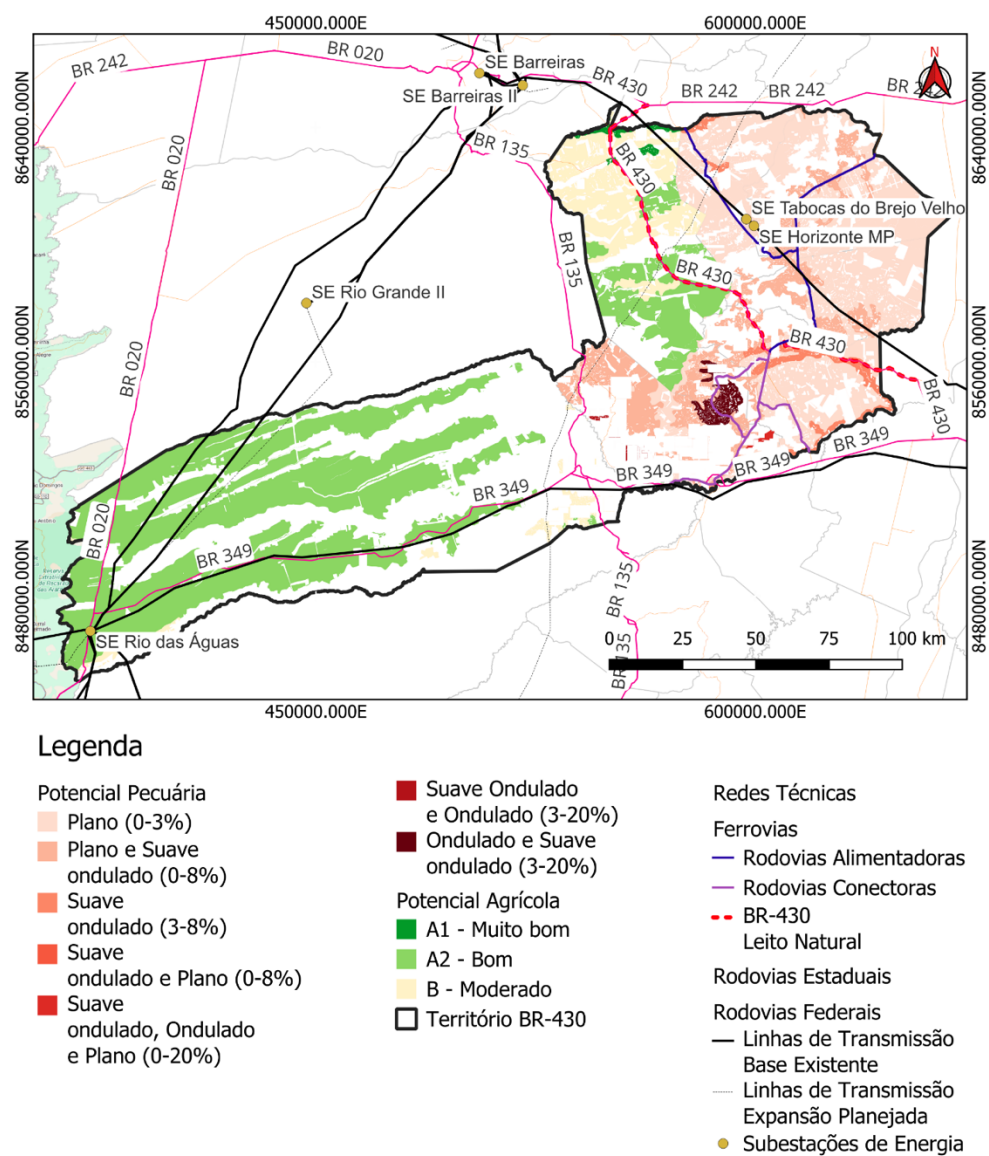 450000.000E
600000.000E
8640000.000N
8560000.000N
8480000.000N
8640000.000N
8560000.000N
8480000.000N
N
BR 242
BR 020
SE Barreiras
SE Barreiras II
BR 430
BR 242
BR 242
BR 242
BR 020
BR 135
BR 430
SE Tabocas do Brejo Velho
SE Horizonte MP
BR 135
BR 430
SE Rio Grande II
BR 020
BR 430
BR 430
BR 349
BR 349
BR 349
BR 020
BR 349
BR 135
SE Rio das Águas
BR 135
0 25 50 75 100 km
450000.000E
600000.000E
Legenda
Potencial Pecuária
Plano (0-3%)
Plano e Suave
ondulado (0-8%)
Suave
ondulado (3-8%)
Suave
ondulado e Plano (0-8%)
Suave
ondulado, Ondulado
e Plano (0-20%)
Suave Ondulado
e Ondulado (3-20%)
Ondulado e Suave
ondulado (3-20%)
Potencial Agrícola
A1 - Muito bom
A2 - Bom
B - Moderado
Território BR-430
Redes Técnicas
Ferrovias
Rodovias Alimentadoras
Rodovias Conectoras
BR-430
Leito Natural
Rodovias Estaduais
Rodovias Federais
Linhas de Transmissão
Base Existente
Linhas de Transmissão
Expansão Planejada
Subestações de Energia